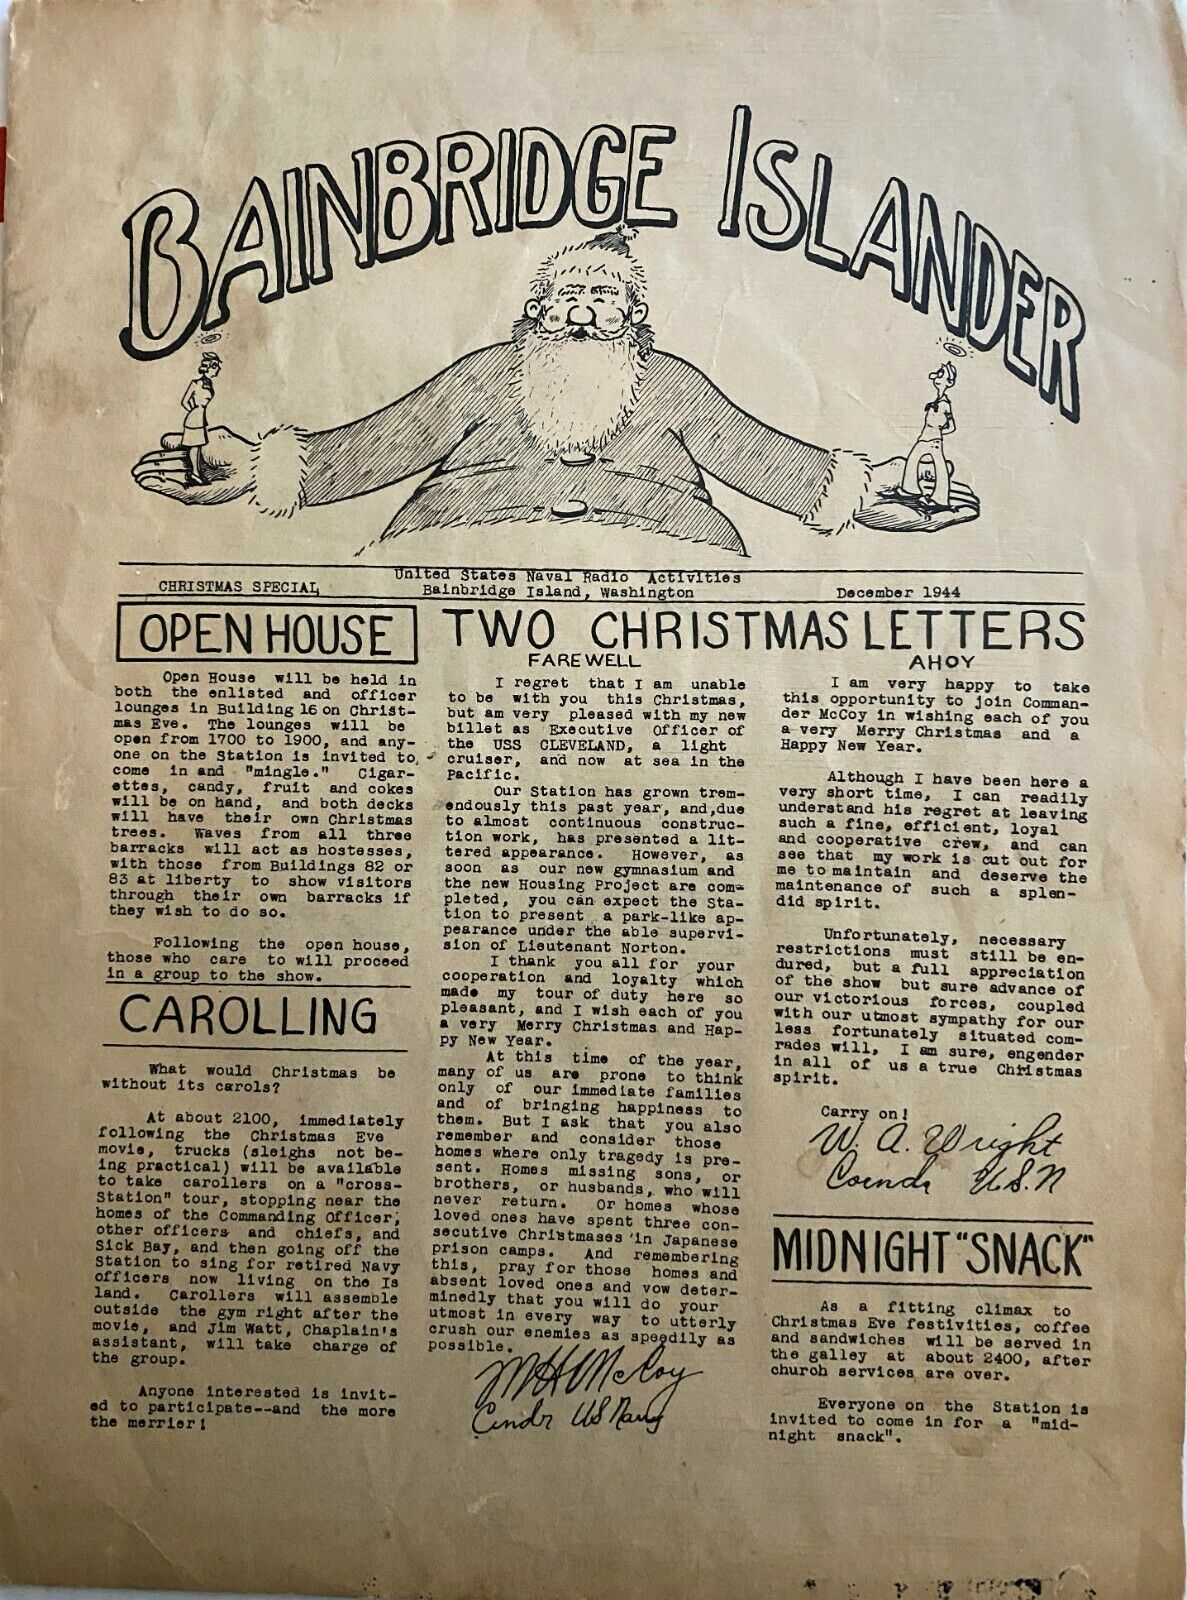 BAINBRIDGE ISLANDER
CHRISTMAS SPECIAL
United States Naval Radio Activities
Bainbridge Island, Washington
December 1944
OPEN HOUSE
Open House will be held in
both the enlisted and officer
lounges in Building 16 on Christ-
mas Eve. The lounges will be
open from 1700 to 1900, and any-
one on the Station is invited to
come in and "mingle." Cigar-
ettes, candy, fruit and cokes
will be on hand, and both decks
will have their own Christmas
trees. Waves from all three
barracks will act as hostesses,
with those from Buildings 82 or
83 at liberty to show visitors
through their own barracks if
they wish to do so.
Following the open house,
those who care to will proceed
in a group to the show.
CAROLLING
What would Christmas be
without its carols?
At about 2100, immediately
following the Christmas Eve
movie, trucks (sleighs not be-
ing practical) will be available
to take carollers on a "cross-
Station" tour, stopping near the
homes of the Commanding Officer,
other officers and chiefs, and
Sick Bay, and then going off the
Station to sing for retired Navy
officers now living on the Is
land. Carollers will assemble
outside the gym right after the
movie, and Jim Watt, Chaplain's
assistant, will take charge of
the group.
Anyone interested is invit-
ed to participate--and the more
the merrier!
TWO CHRISTMAS LETTERS
FAREWELL
I regret that I am unable
to be with you this Christmas,
but am very pleased with my new
billet as Executive Officer of
the USS CLEVELAND, a light
cruiser, and now at sea in the
Pacific.
Our Station has grown trem-
endously this past year, and,due
to almost continuous construc-
tion work, has presented a lit-
tered appearance. However, as
soon as our new gymnasium and
the new Housing Project are com-
pleted, you can expect the Sta-
tion to present a park-like ap-
pearance under the able supervi-
sion of Lieutenant Norton.
I thank you all for your
cooperation and loyalty which
made my tour of duty here so
pleasant, and I wish each of you
a very Merry Christmas and Hap-
py New Year.
At this time of the year,
many of us are prone to think
only of our immediate families
and of bringing happiness to
them. But I ask that you also
remember and consider those
homes where only tragedy is pre-
sent. Homes missing sons, or
brothers, or husbands, who will
never return. Or homes whose
loved ones have spent three con-
secutive Christmases in Japanese
prison camps. And remembering
this, pray for those homes and
absent loved ones and vow deter-
minedly that you will do your
utmost in every way to utterly
crush our enemies as speedily as
possible.
M H McCoy
Cmdr US Navy
AHOY
I am very happy to take
this opportunity to join Comman-
der McCoy in wishing each of you
a very Merry Christmas and a
Happy New Year.
Although I have been here a
very short time, I can readily
understand his regret at leaving
such a fine, efficient, loyal
and cooperative crew, and can
see that my work is cut out for
me to maintain and deserve the
maintenance of such a splen-
did spirit.
Unfortunately, necessary
restrictions must still be en-
dured, but a full appreciation
of the show but sure advance of
our victorious forces, coupled
with our utmost sympathy for our
less fortunately situated com-
rades will, I am sure, engender
in all of us a true Christmas
spirit.
Carry on!
W. A. Wright
Comdr U.S.N
MIDNIGHT "SNACK"
As a fitting climax to
Christmas Eve festivities, coffee
and sandwiches will be served in
the galley at about 2400, after
church services are over.
Everyone on the Station is
invited to come in for a "mid-
night snack".